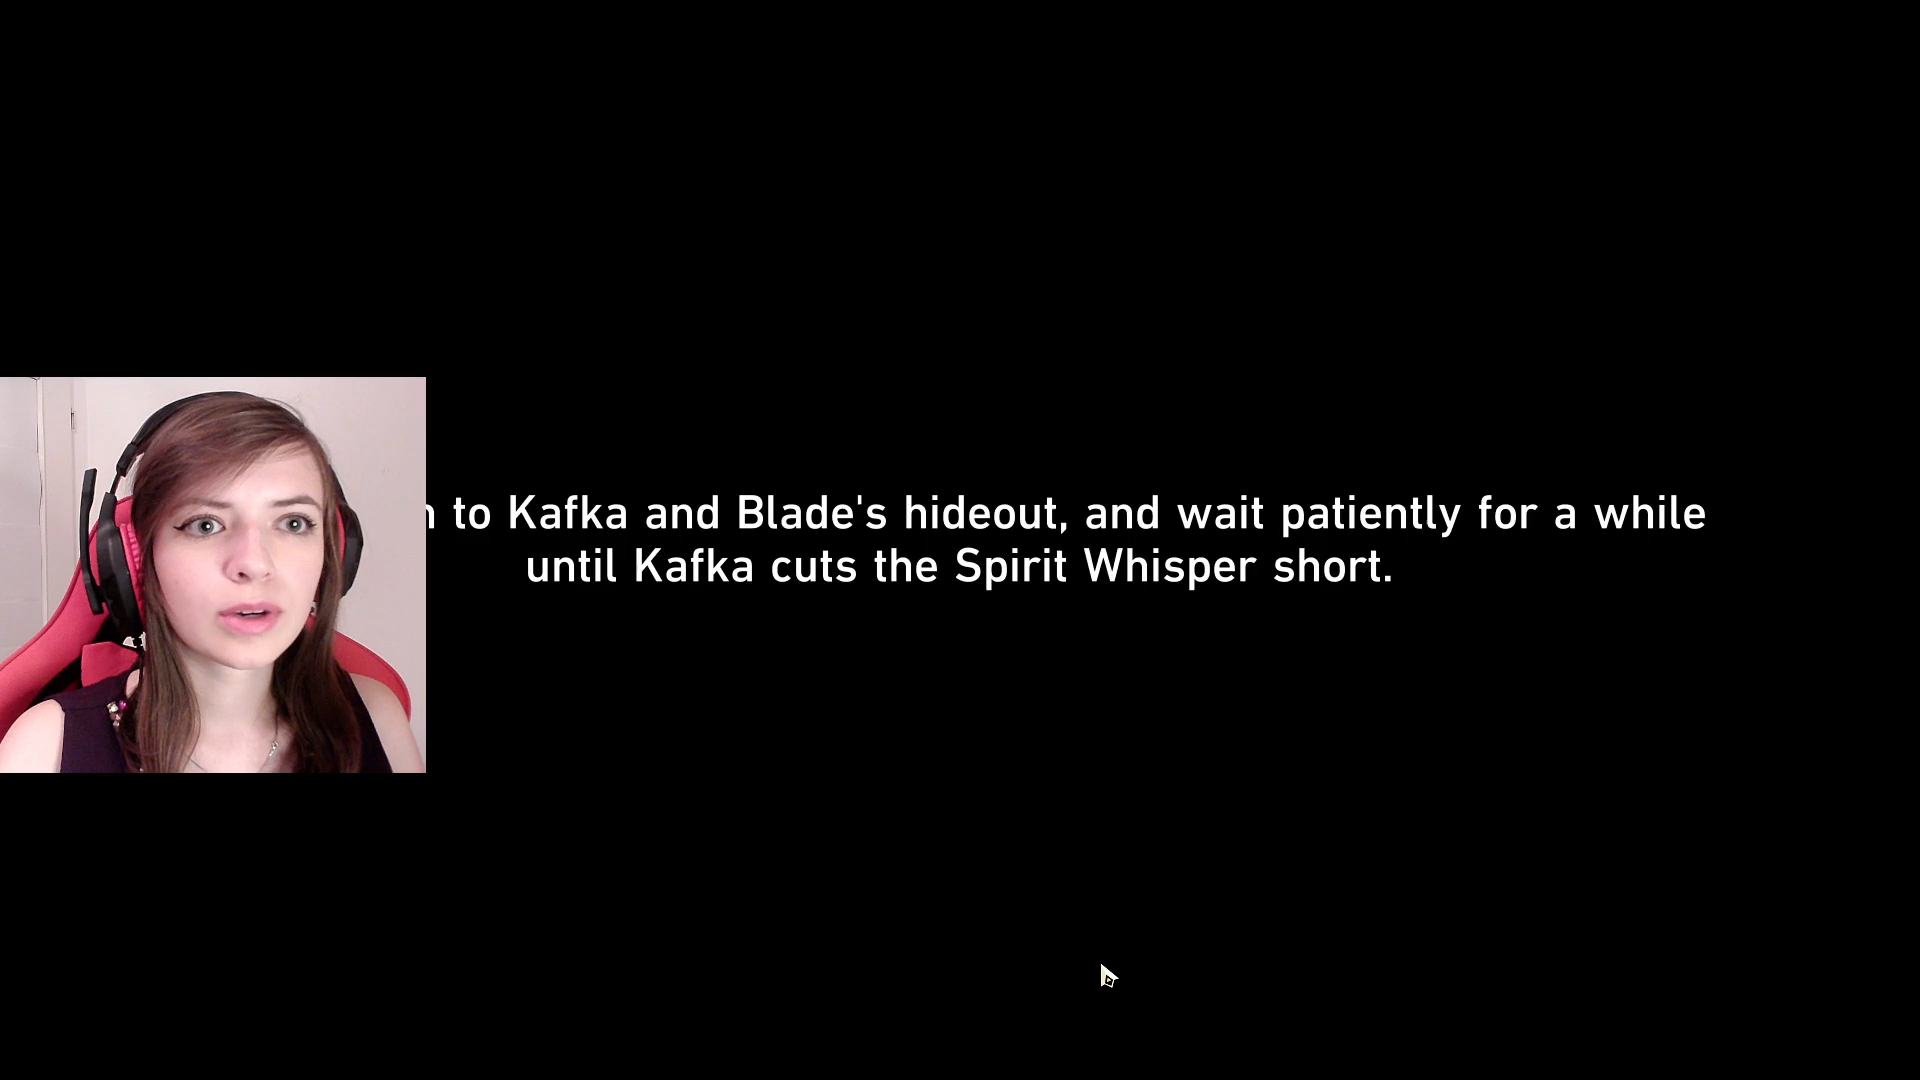 to Kafka and Blade's hideout, and wait patiently for a while
until Kafka cuts the Spirit Whisper short.